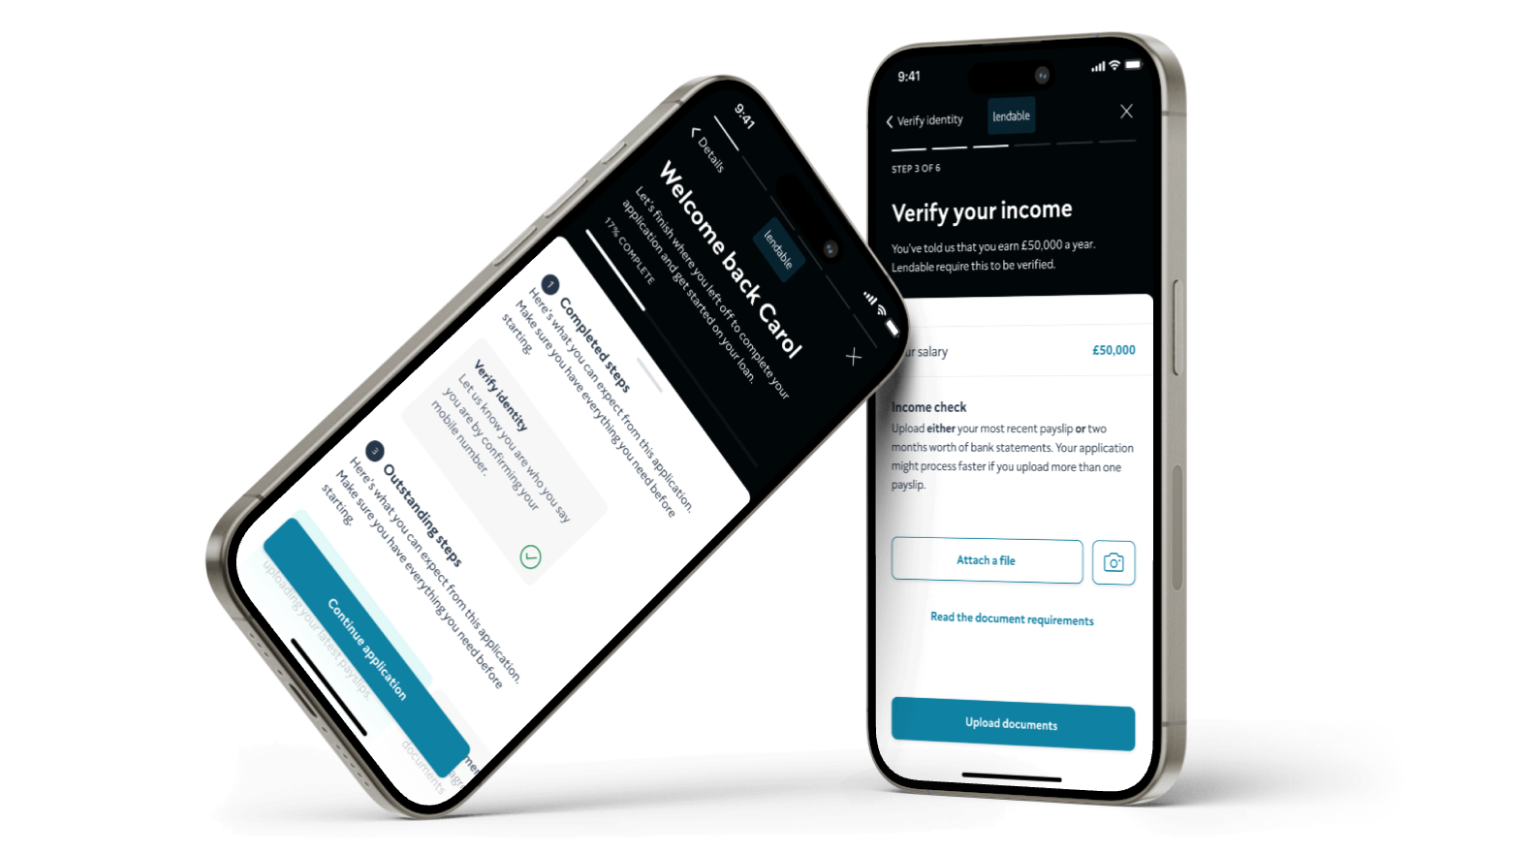 9:41
Details
lendable
Welcome back Carol
Let's finish where you left off to complete your
application and get started on your loan.
17% COMPLETE
1
Completed steps
Here's what you can expect from this application.
Make sure you have everything you need before
starting.
Verify identity
Let us know you are who you say
you are by confirming your
mobile number.
3
Outstanding steps
Here's what you can expect from this application.
Make sure you have everything you need before
starting.
Continue application
uploading your latest payslips.
documents
9:41
Verify identity
lendable
STEP 3 OF 6
Verify your income
You've told us that you earn £50,000 a year.
Lendable require this to be verified.
salary
£50,000
Income check
Upload either your most recent payslip or two
months worth of bank statements. Your application
might process faster if you upload more than one
payslip.
Attach a file
Read the document requirements
Upload documents